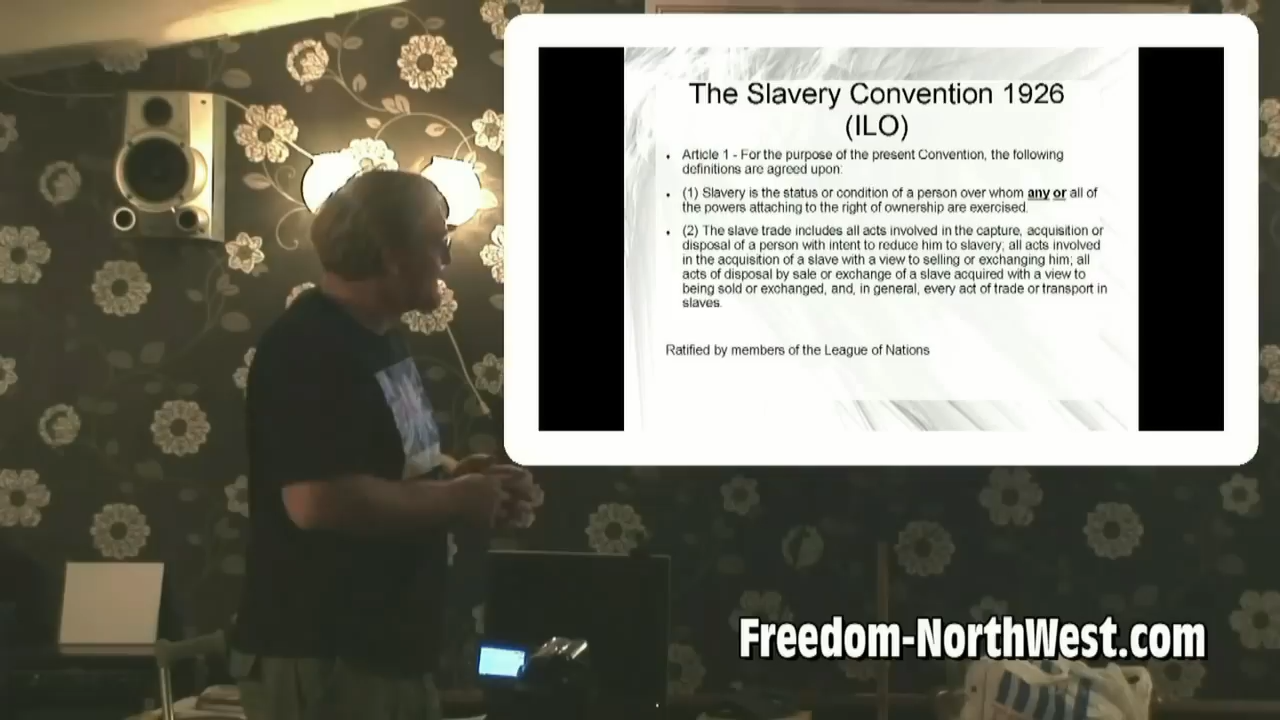 The Slavery Convention 1926
(ILO)
• Article 1 - For the purpose of the present Convention, the following
definitions are agreed upon:
• (1) Slavery is the status or condition of a person over whom any or all of
the powers attaching to the right of ownership are exercised.
• (2) The slave trade includes all acts involved in the capture, acquisition or
disposal of a person with intent to reduce him to slavery; all acts involved
in the acquisition of a slave with a view to selling or exchanging him; all
acts of disposal by sale or exchange of a slave acquired with a view to
being sold or exchanged, and, in general, every act of trade or transport in
slaves.
Ratified by members of the League of Nations
Freedom-NorthWest.com